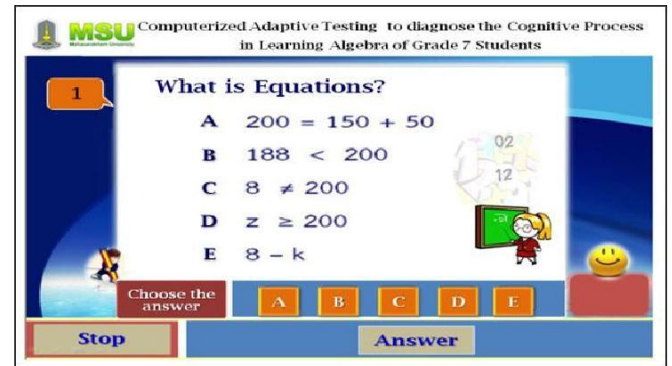 MSU Computerized Adaptive Testing to diagnose the Cognitive Process
in Learning Algebra of Grade 7 Students
1
What is Equations?
A 200 = 150 + 50
B 188 < 200
C 8 ≠ 200
D z ≥ 200
E 8 – k
02
12
Choose the
answer
A B C D E
Stop
Answer